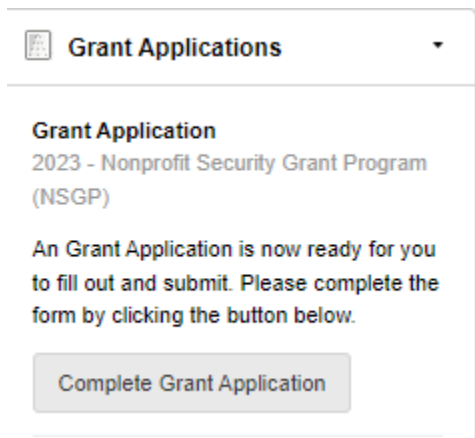 Grant Applications
Grant Application
2023 - Nonprofit Security Grant Program
(NSGP)
An Grant Application is now ready for you
to fill out and submit. Please complete the
form by clicking the button below.
Complete Grant Application